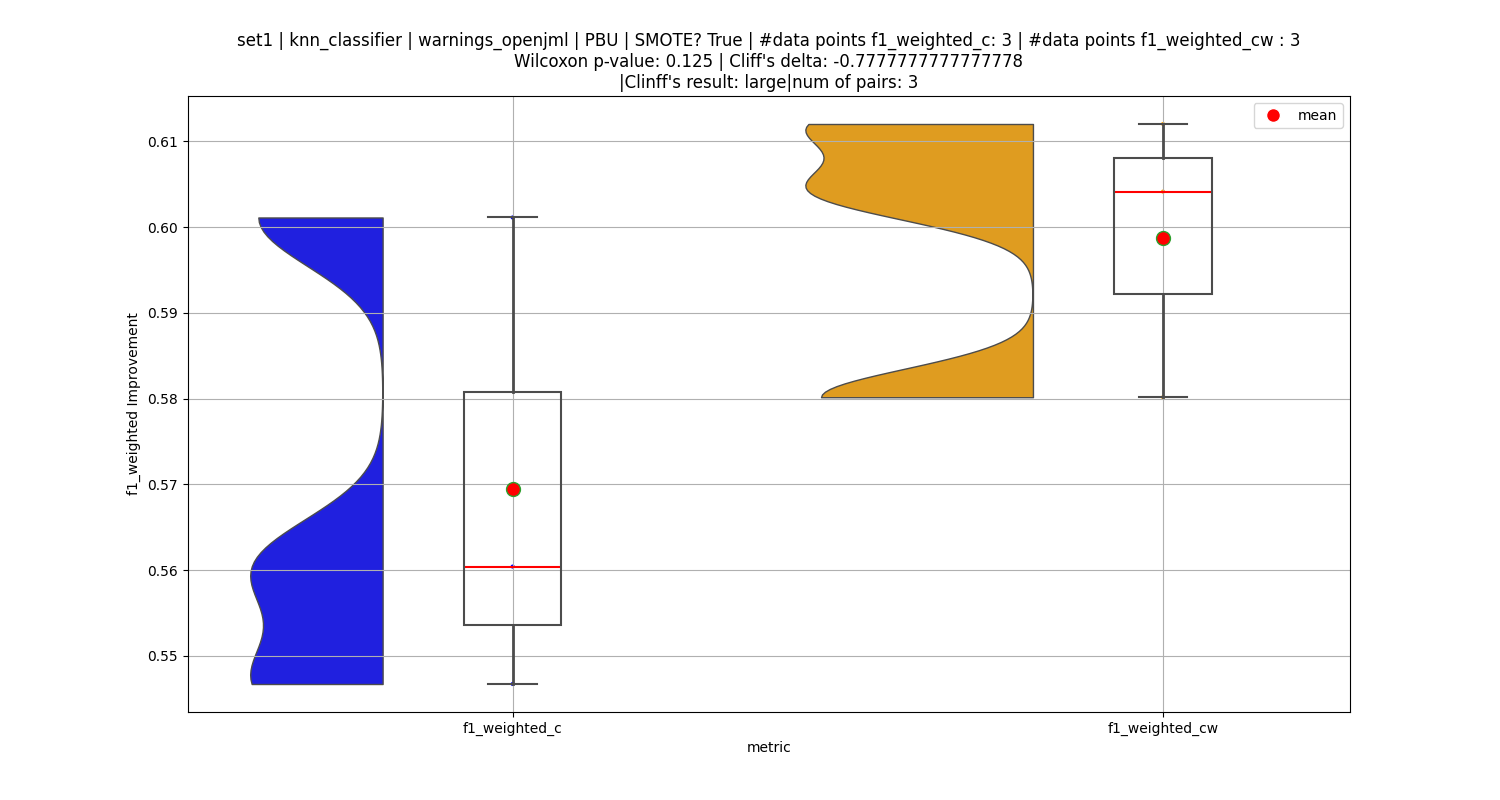 set1 | knn_classifier | warnings_openjml | PBU | SMOTE? True | #data points f1_weighted_c: 3 | #data points f1_weighted_cw : 3
Wilcoxon p-value: 0.125 | Cliff's delta: -0.7777777777777778
|Clinff's result: large|num of pairs: 3
mean
0.61
0.60
0.59
0.58
0.57
0.56
0.55
f1_weighted Improvement
f1_weighted_c
f1_weighted_cw
metric